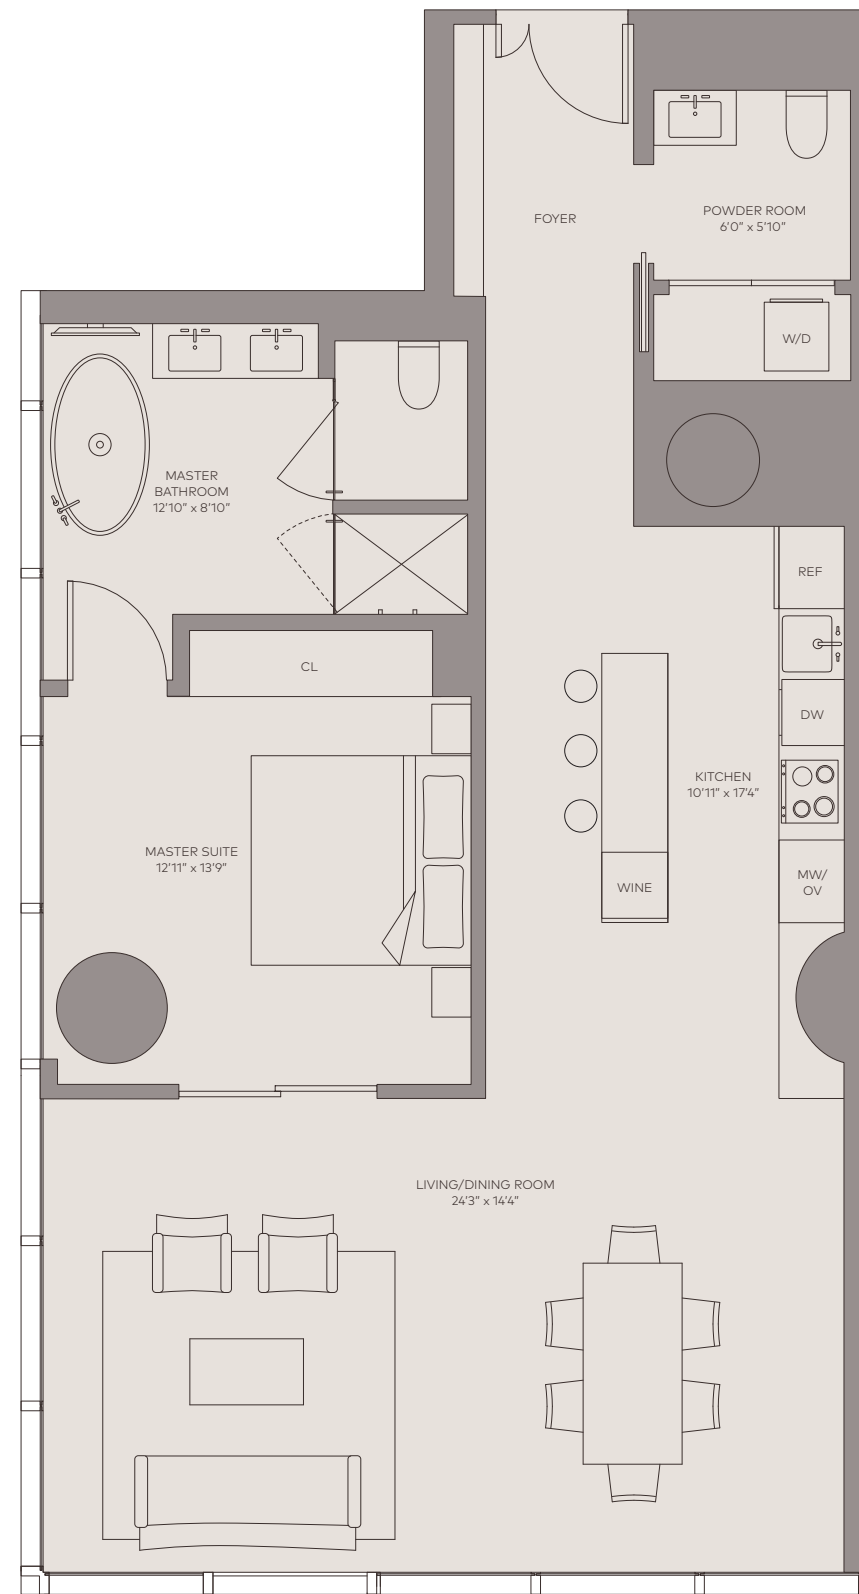 FOYER
POWDER ROOM
6'0" x 5'10"
W/D
MASTER
BATHROOM
12'10" x 8'10"
REF
CL
DW
KITCHEN
10'11" x 17'4"
MASTER SUITE
12'11" x 13'9"
WINE
MW/
OV
LIVING/DINING ROOM
24'3" x 14'4"